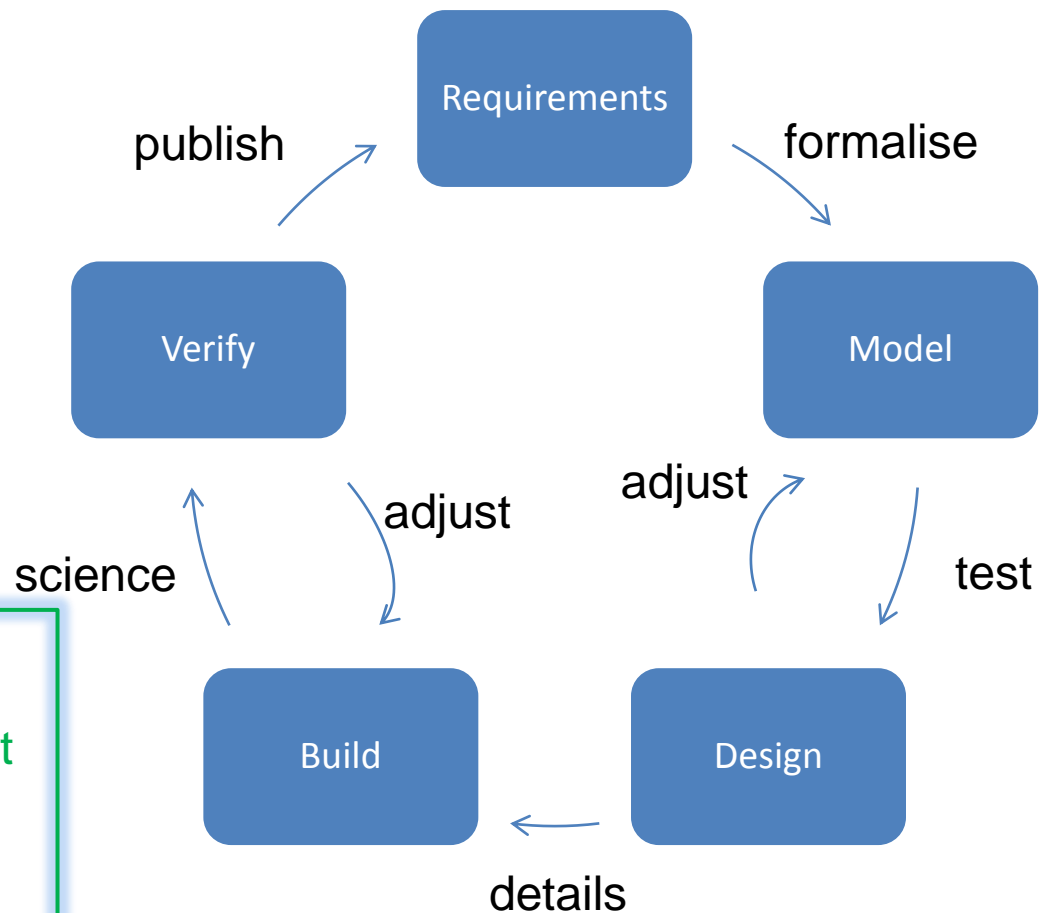 Requirements
publish
formalise
Verify
Model
adjust
adjust
science
test
Build
Design
details